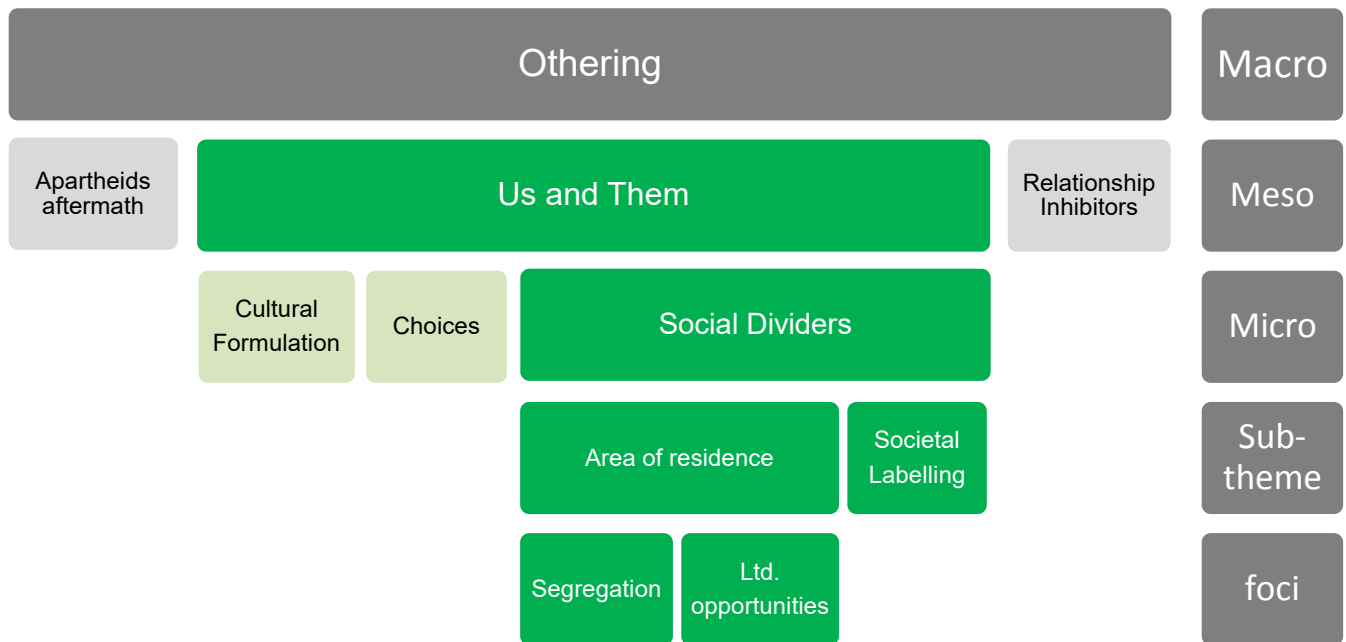 Othering
Macro
Apartheids
aftermath
Us and Them
Relationship
Inhibitors
Meso
Cultural
Formulation
Choices
Social Dividers
Micro
Area of residence
Societal
Labelling
Sub-
theme
Segregation
Ltd.
opportunities
foci